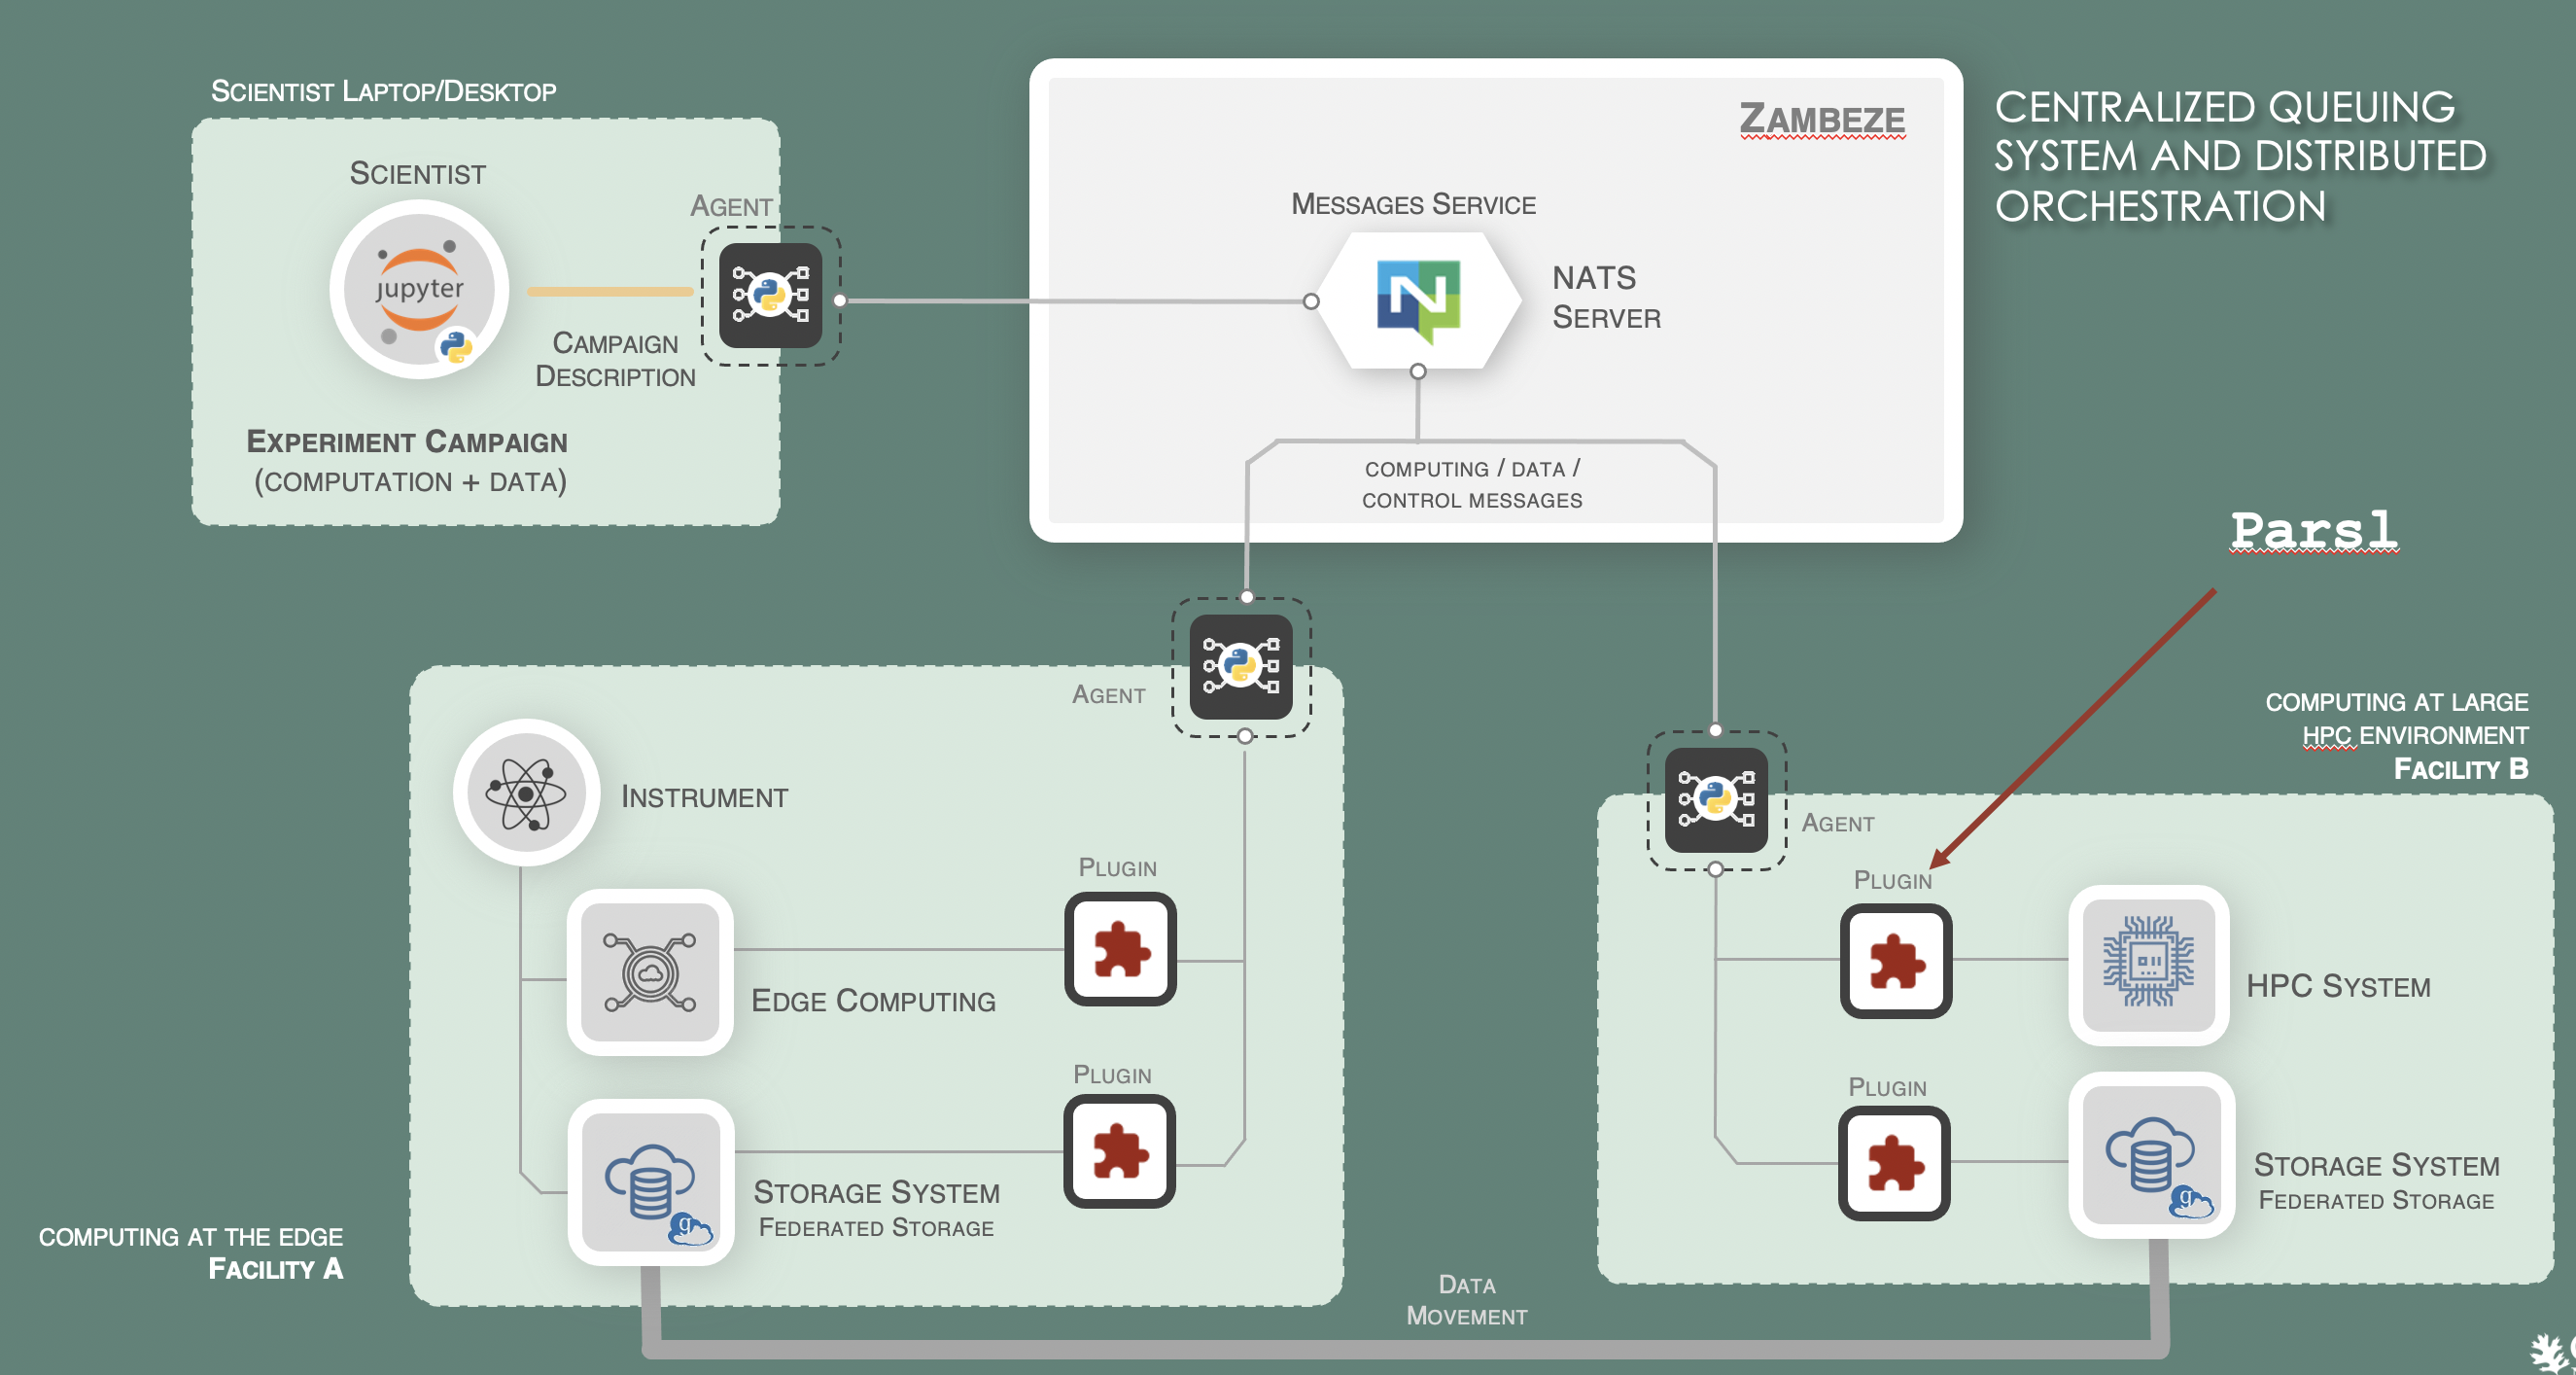 SCIENTIST LAPTOP/DESKTOP
SCIENTIST
jupyter
AGENT
CAMPAIGN
DESCRIPTION
EXPERIMENT CAMPAIGN
(COMPUTATION + DATA)
ZAMBEZE
MESSAGES SERVICE
N
NATS
SERVER
COMPUTING / DATA /
CONTROL MESSAGES
CENTRALIZED QUEUING
SYSTEM AND DISTRIBUTED
ORCHESTRATION
Parsl
AGENT
INSTRUMENT
PLUGIN
EDGE COMPUTING
PLUGIN
STORAGE SYSTEM
FEDERATED STORAGE
g
COMPUTING AT THE EDGE
FACILITY A
COMPUTING AT LARGE
HPC ENVIRONMENT
FACILITY B
AGENT
PLUGIN
HPC SYSTEM
PLUGIN
STORAGE SYSTEM
FEDERATED STORAGE
g
DATA
MOVEMENT